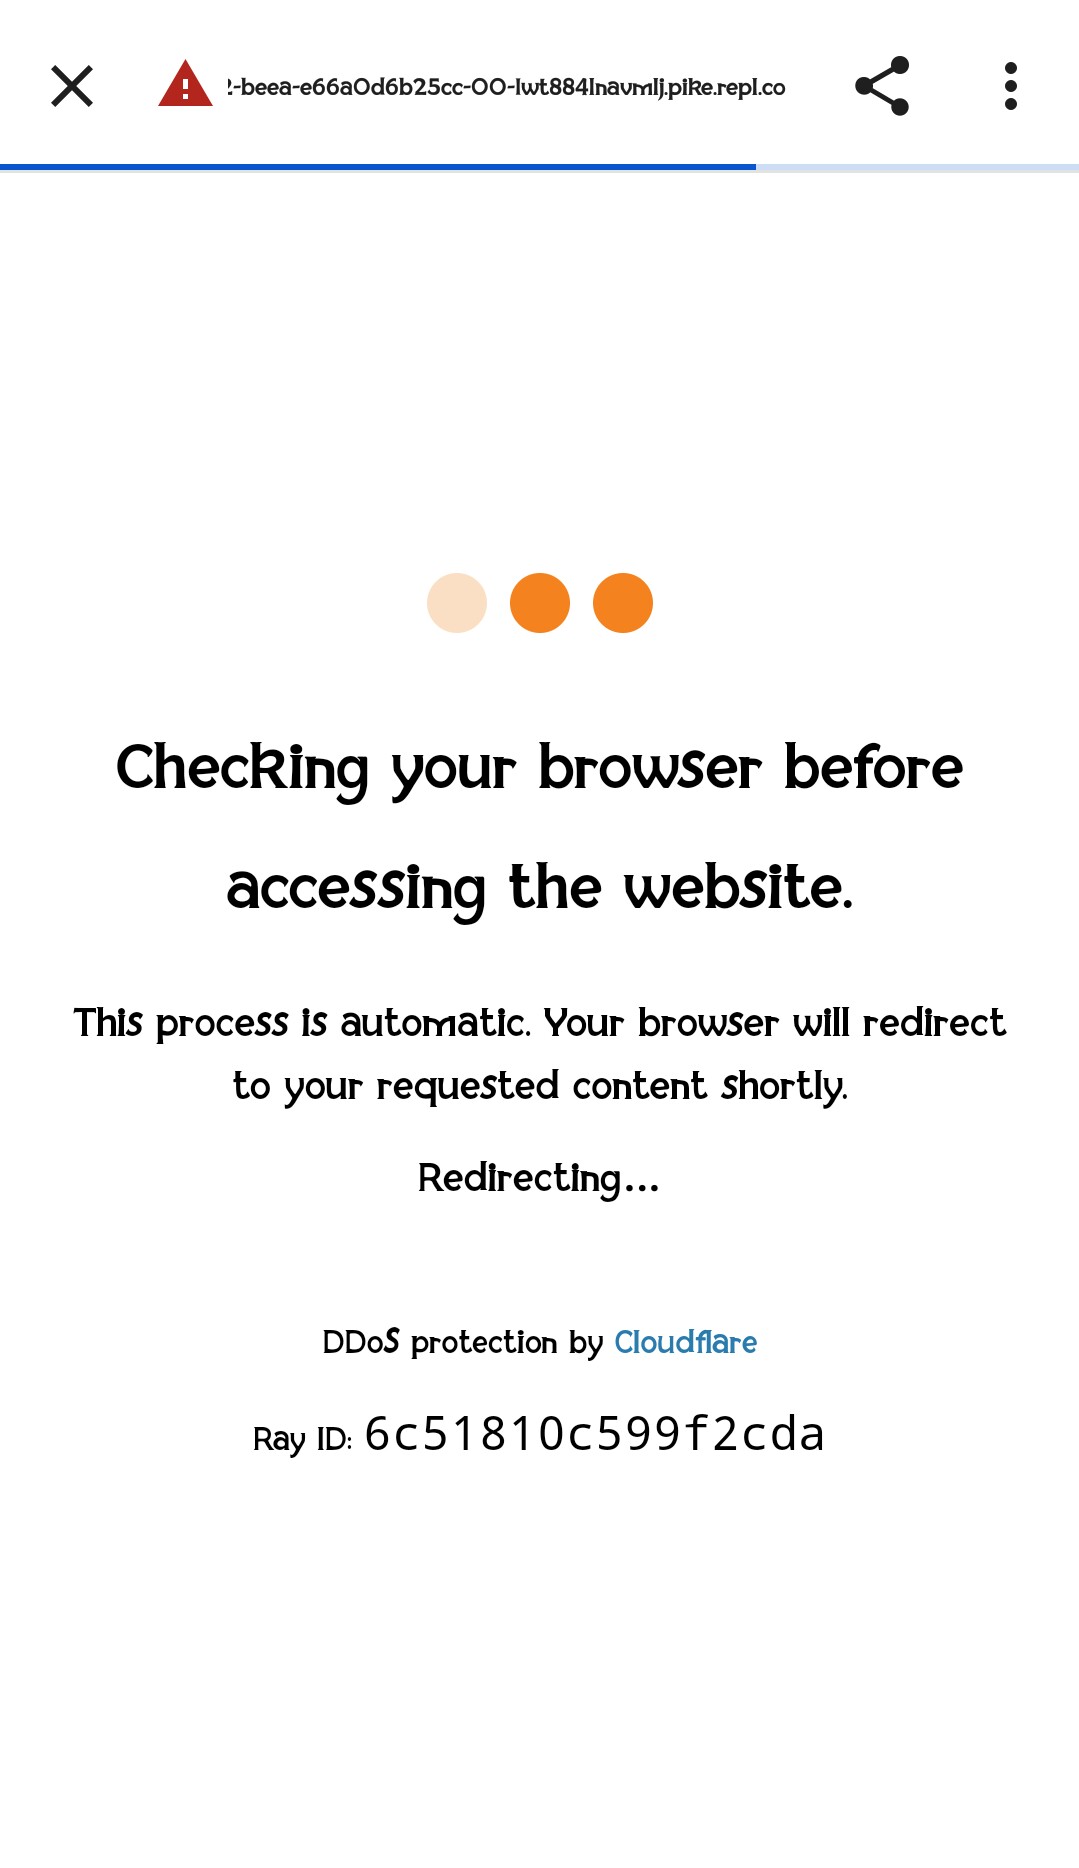 -beea-e66a0d6b25cc-00-lwt884lnavmlj.pike.repl.co
Checking your browser before
accessing the website.
This process is automatic. Your browser will redirect
to your requested content shortly.
Redirecting...
DDoS protection by Cloudflare
Ray ID: 6c51810c599f2cda